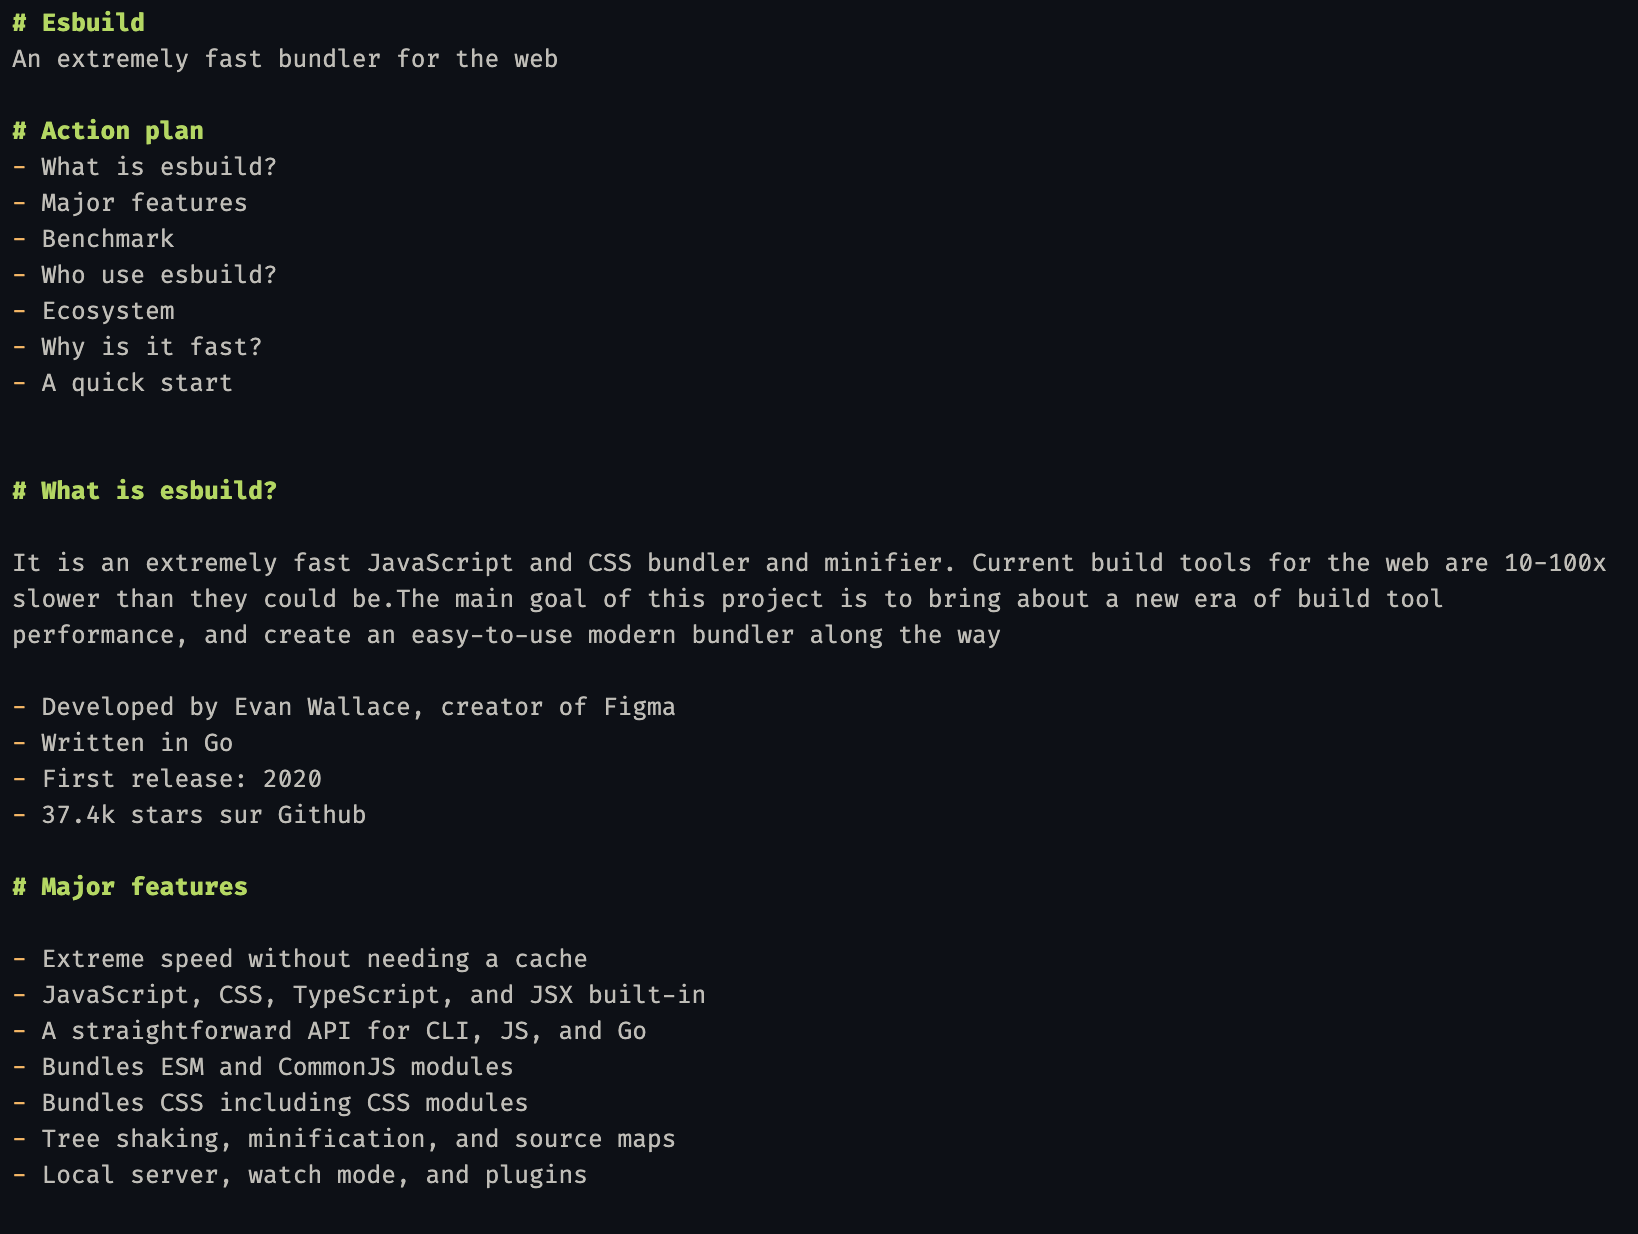 # Esbuild
An extremely fast bundler for the web
# Action plan
- What is esbuild?
- Major features
- Benchmark
- Who use esbuild?
- Ecosystem
- Why is it fast?
- A quick start
# What is esbuild?
It is an extremely fast JavaScript and CSS bundler and minifier. Current build tools for the web are 10-100x
slower than they could be.The main goal of this project is to bring about a new era of build tool
performance, and create an easy-to-use modern bundler along the way
- Developed by Evan Wallace, creator of Figma
- Written in Go
- First release: 2020
- 37.4k stars sur Github
# Major features
- Extreme speed without needing a cache
- JavaScript, CSS, TypeScript, and JSX built-in
- A straightforward API for CLI, JS, and Go
- Bundles ESM and CommonJS modules
- Bundles CSS including CSS modules
- Tree shaking, minification, and source maps
- Local server, watch mode, and plugins